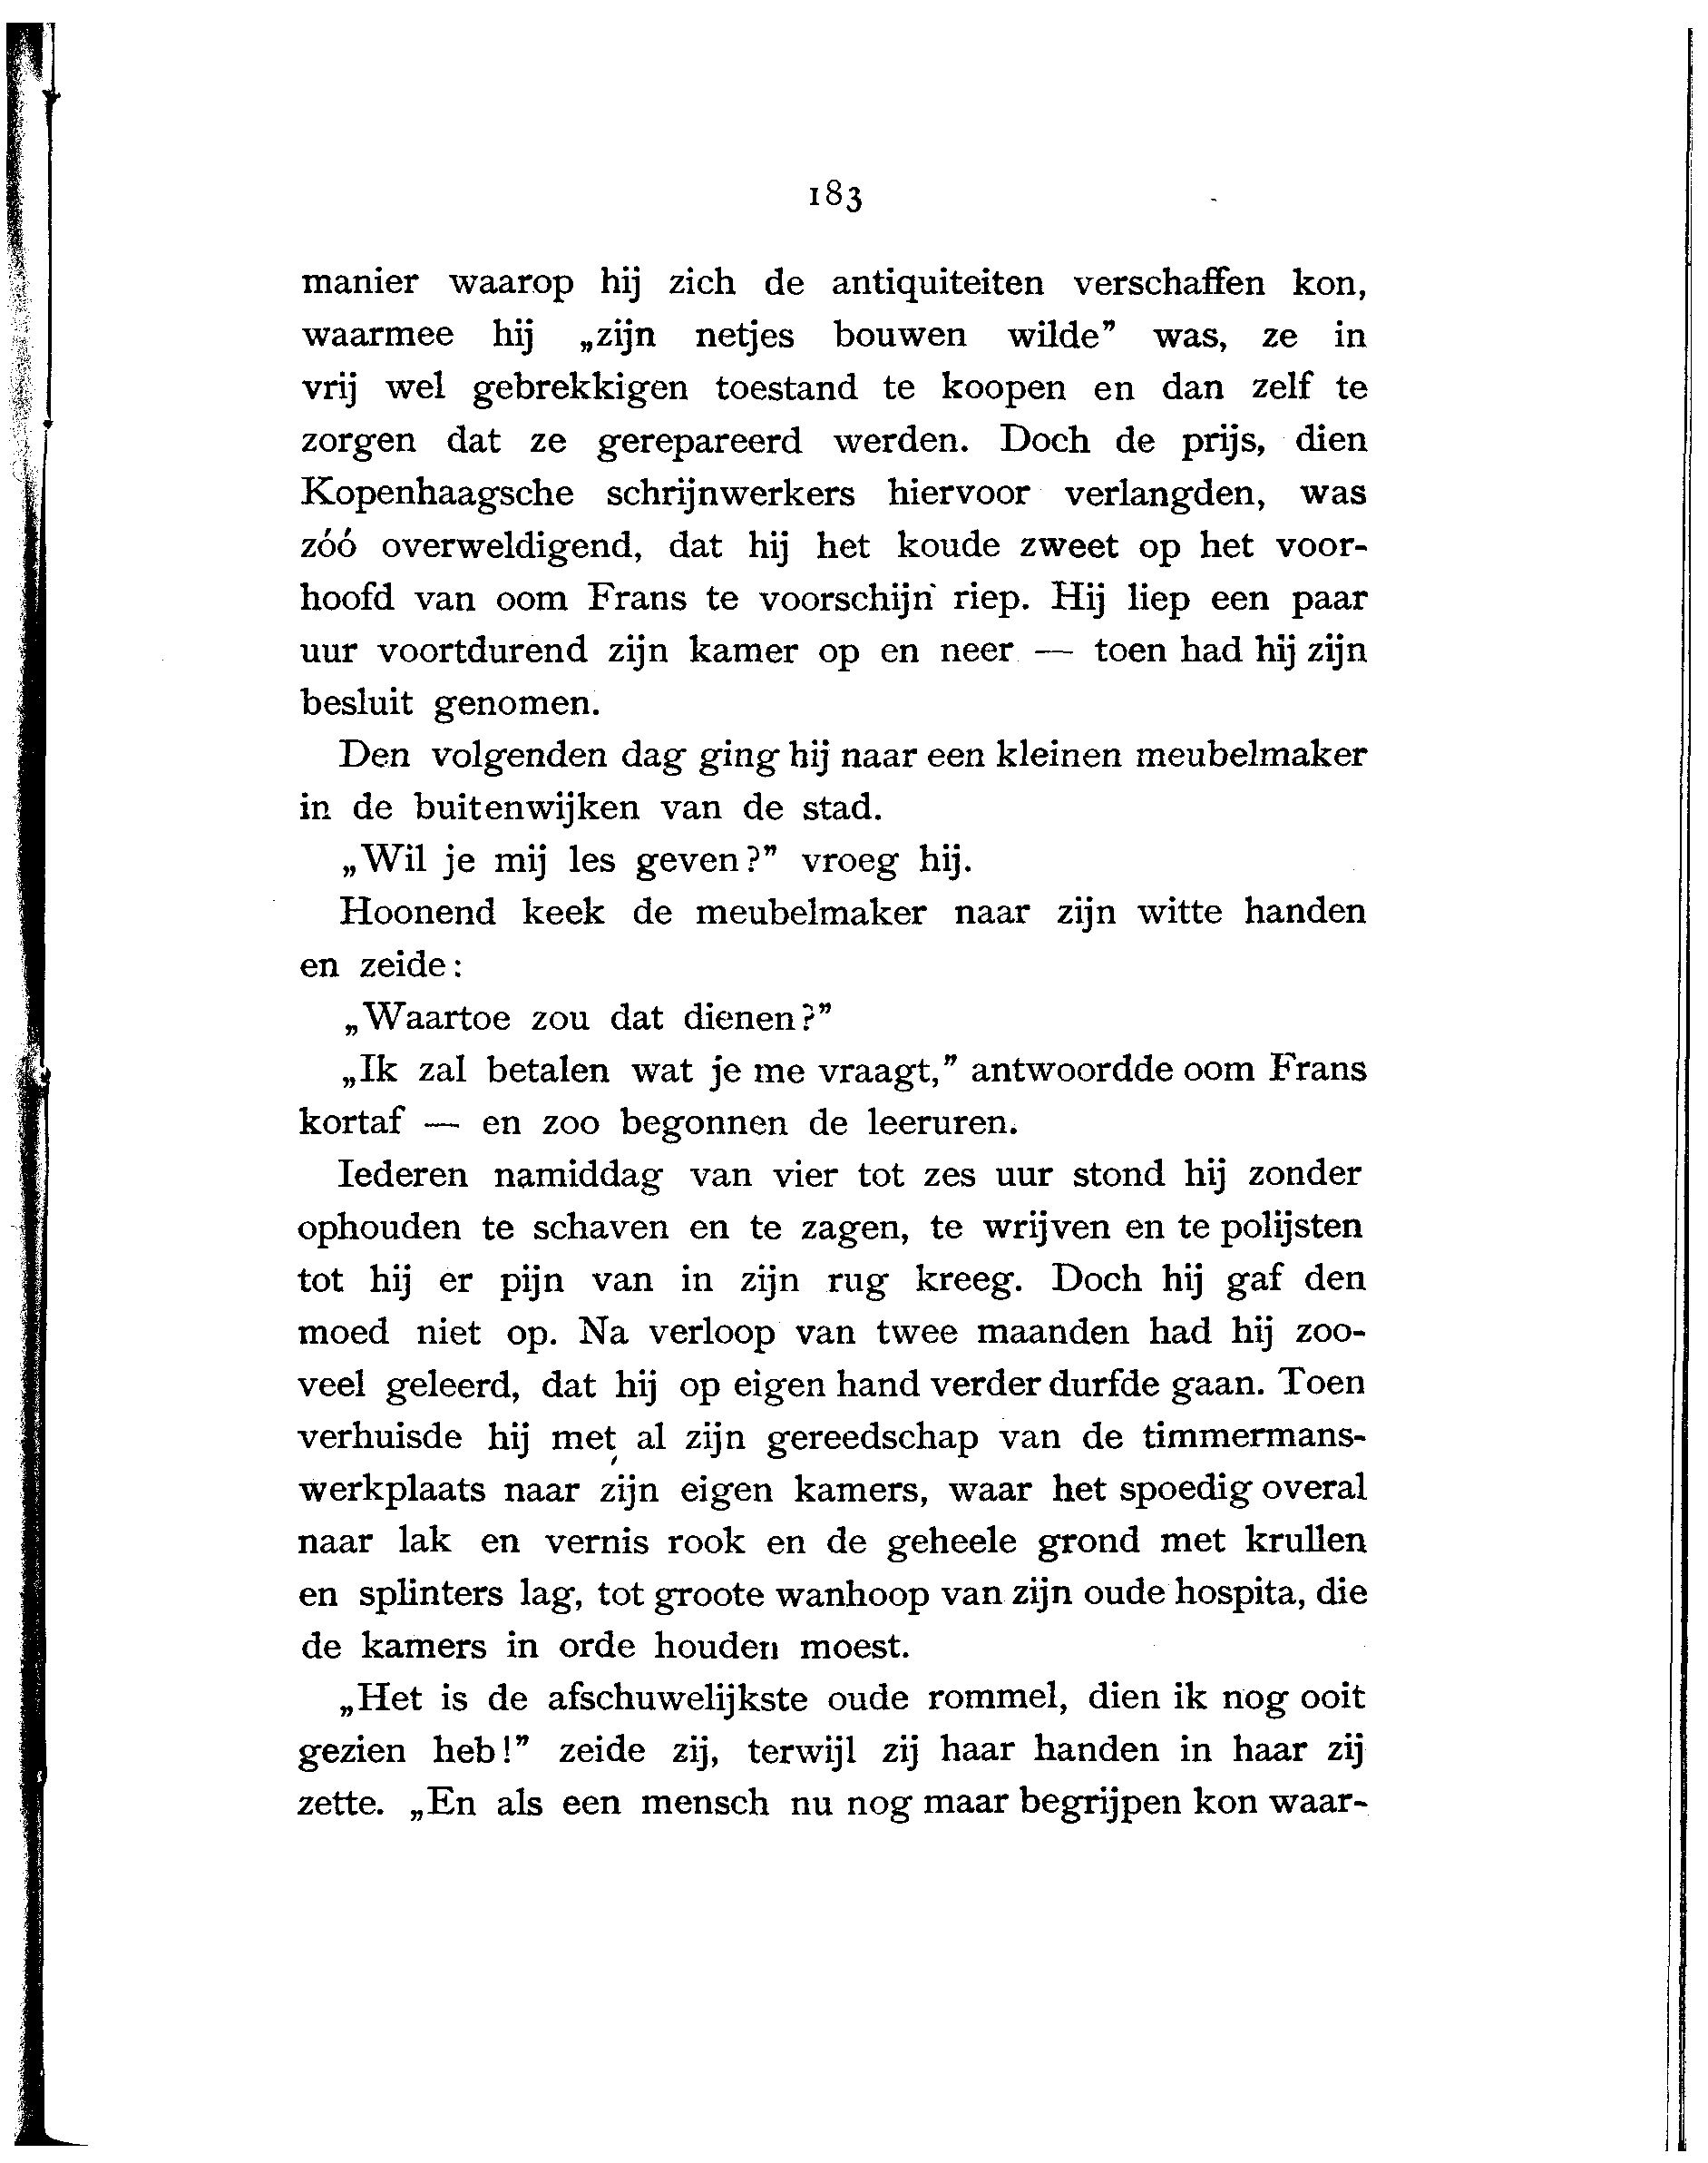 183
manier waarop hij zich de antiquiteiten verschaffen kon,
waarmee hij „zijn netjes bouwen wilde” was, ze in
vrij wel gebrekkigen toestand te koopen en dan zelf te
zorgen dat ze gerepareerd werden. Doch de prijs, dien
Kopenhaagsche schrijnwerkers hiervoor verlangden, was
zóó overweldigend, dat hij het koude zweet op het voor-
hoofd van oom Frans te voorschijn riep. Hij liep een paar
uur voortdurend zijn kamer op en neer — toen had hij zijn
besluit genomen.
Den volgenden dag ging hij naar een kleinen meubelmaker
in de buitenwijken van de stad.
„Wil je mij les geven?” vroeg hij.
Hoonend keek de meubelmaker naar zijn witte handen
en zeide:
„Waartoe zou dat dienen?”
„Ik zal betalen wat je me vraagt,” antwoordde oom Frans
kortaf — en zoo begonnen de leeruren.
Iederen namiddag van vier tot zes uur stond hij zonder
ophouden te schaven en te zagen, te wrijven en te polijsten
tot hij er pijn van in zijn rug kreeg. Doch hij gaf den
moed niet op. Na verloop van twee maanden had hij zoo-
veel geleerd, dat hij op eigen hand verder durfde gaan. Toen
verhuisde hij met al zijn gereedschap van de timmermans-
werkplaats naar zijn eigen kamers, waar het spoedig overal
naar lak en vernis rook en de geheele grond met krullen
en splinters lag, tot groote wanhoop van zijn oude hospita, die
de kamers in orde houden moest.
„Het is de afschuwelijkste oude rommel, dien ik nog ooit
gezien heb!” zeide zij, terwijl zij haar handen in haar zij
zette. „En als een mensch nu nog maar begrijpen kon waar-